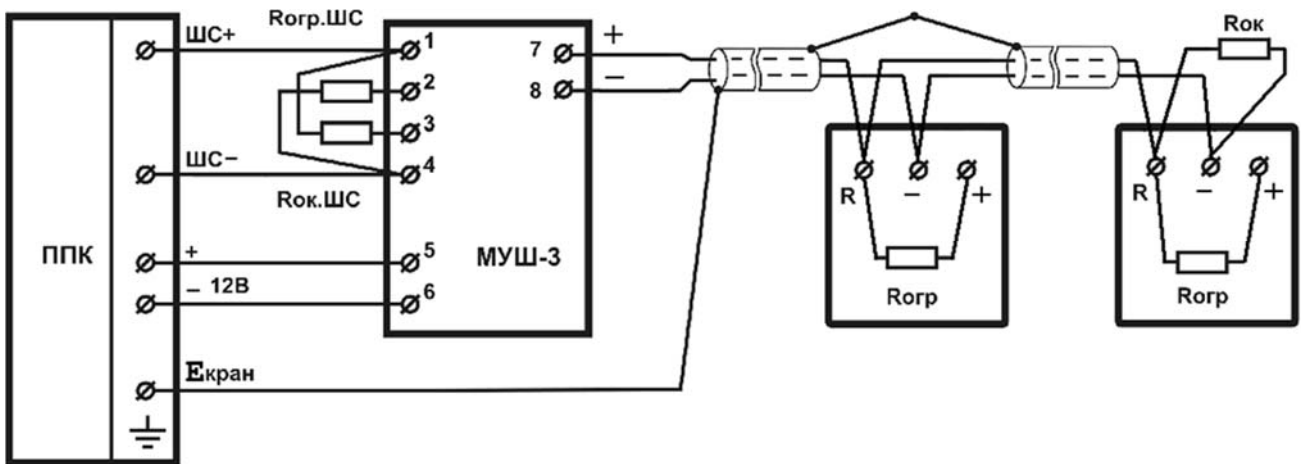 Rогр.ШС
ШС+
1
7
+
Rок
2
8
−
3
ШС−
4
Rок.ШС
R
−
+
R
−
+
ППК
+
5
МУШ-3
− 12В
6
Rогр
Rогр
Екран